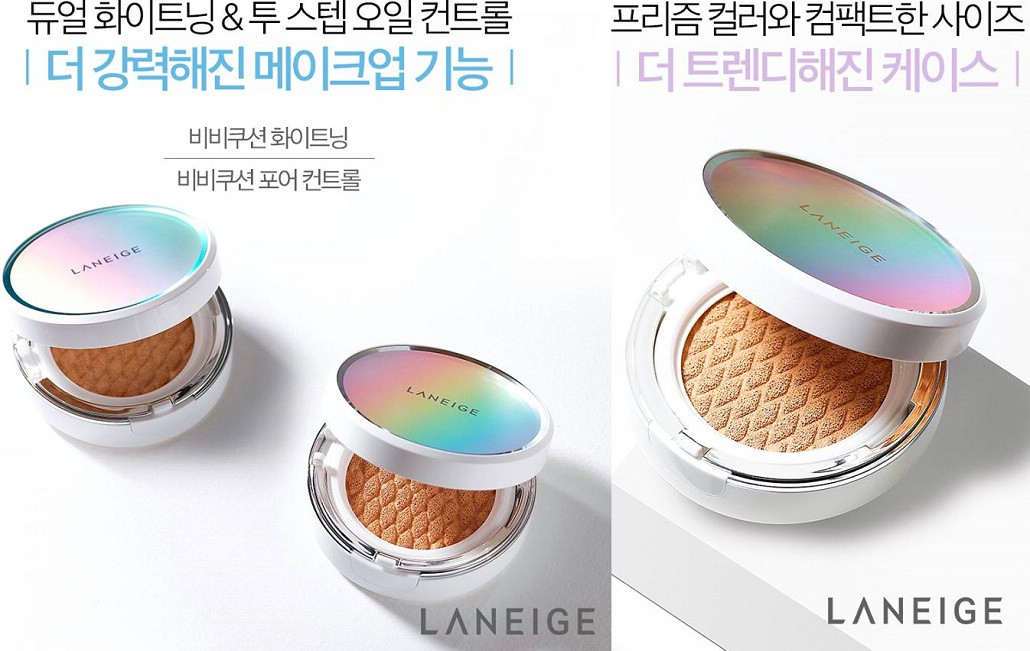 듀얼 화이트닝 & 투 스텝 오일 컨트롤
더 강력해진 메이크업 기능
비비쿠션 화이트닝
비비쿠션 포어 컨트롤
LANEIGE
LANEIGE
LANEIGE
프리즘 컬러와 컴팩트한 사이즈
더 트렌디해진 케이스
LANEIGE
LANEIGE